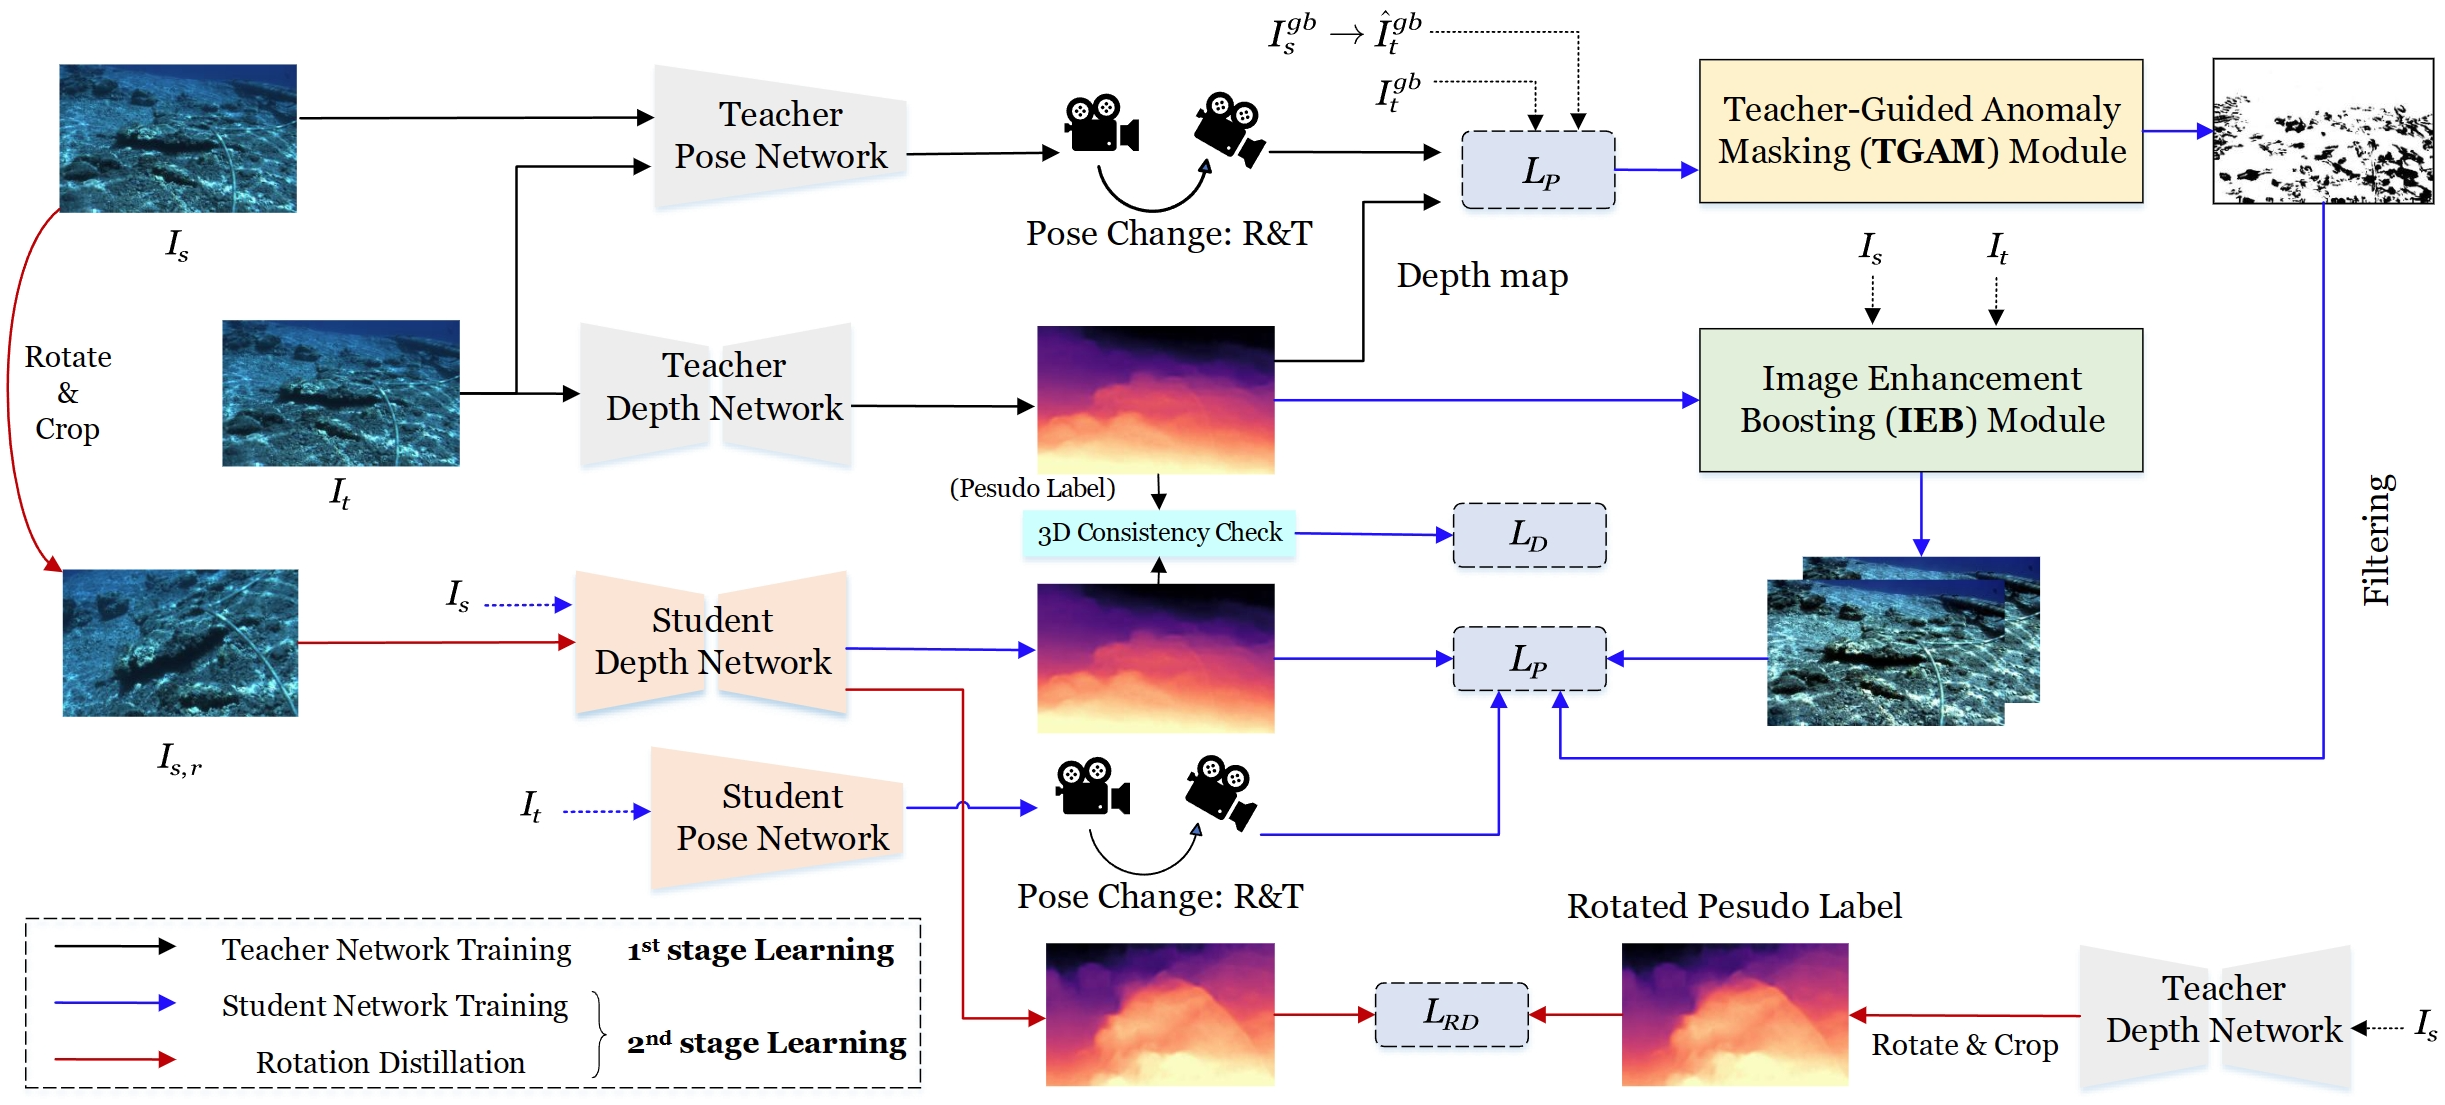 I_s^{gb} → Î_t^{gb}
I_t^{gb}
Teacher
Pose Network
L_P
Teacher-Guided Anomaly
Masking (TGAM) Module
Pose Change: R&T
I_s
I_s
I_t
Depth map
Rotate
&
Crop
Teacher
Depth Network
Image Enhancement
Boosting (IEB) Module
I_t
(Pesudo Label)
3D Consistency Check
L_D
Filtering
I_s
Student
Depth Network
L_P
I_{s,r}
I_t
Student
Pose Network
Pose Change: R&T
Rotated Pesudo Label
Teacher Network Training 1st stage Learning
Student Network Training
2nd stage Learning
Rotation Distillation
L_{RD}
Rotate & Crop
Teacher
Depth Network
I_s